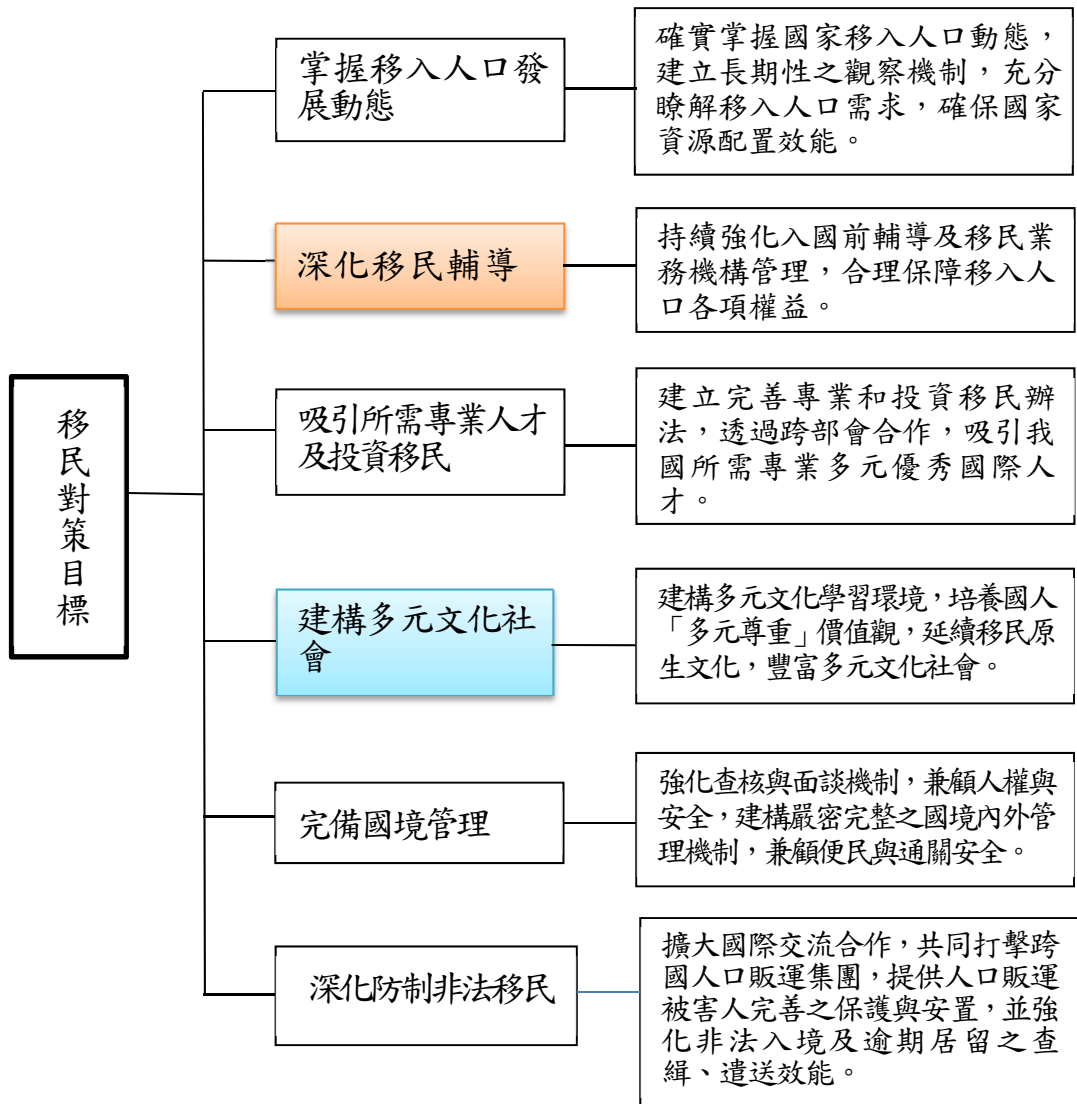 掌握移入人口發
展動態
確實掌握國家移入人口動態，
建立長期性之觀察機制，充分
瞭解移入人口需求，確保國家
資源配置效能。
深化移民輔導
持續強化入國前輔導及移民業
務機構管理，合理保障移入人
口各項權益。
移民對策目標
吸引所需專業人才
及投資移民
建立完善專業和投資移民辦
法，透過跨部會合作，吸引我
國所需專業多元優秀國際人
才。
建構多元文化社
會
建構多元文化學習環境，培養國人
「多元尊重」價值觀，延續移民原
生文化，豐富多元文化社會。
完備國境管理
強化查核與面談機制，兼顧人權與
安全，建構嚴密完整之國境內外管
理機制，兼顧便民與通關安全。
深化防制非法移民
擴大國際交流合作，共同打擊跨
國人口販運集團，提供人口販運
被害人完善之保護與安置，並強
化非法入境及逾期居留之查
緝、遣送效能。